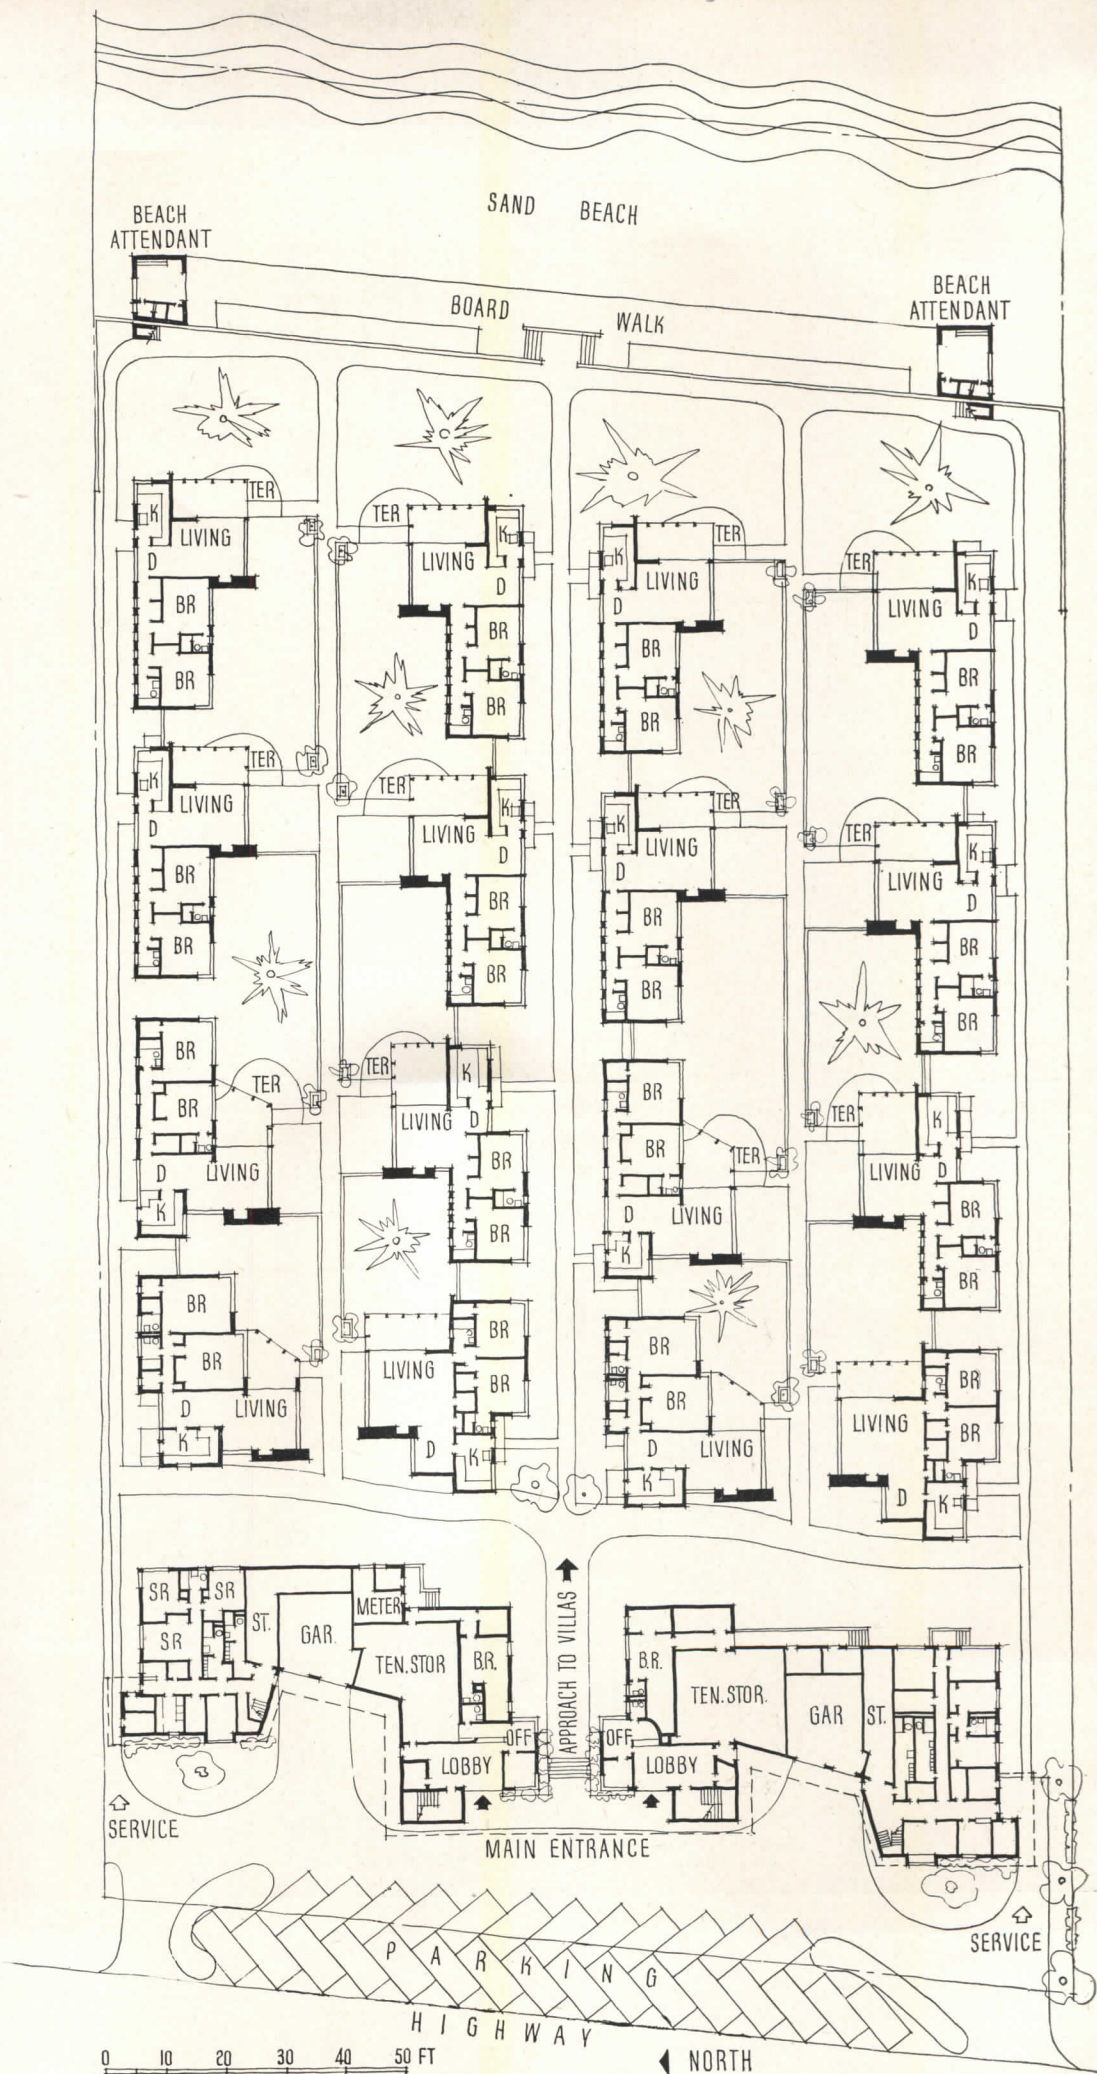 SAND BEACH
BEACH
ATTENDANT
BOARD WALK
BEACH
ATTENDANT
K
TER
LIVING
D
BR
BR
TER
K
LIVING
D
BR
BR
K
TER
LIVING
D
BR
BR
TER
K
LIVING
D
BR
BR
K
TER
LIVING
D
BR
BR
TER
K
LIVING
D
BR
BR
K
TER
LIVING
D
BR
BR
TER
K
LIVING
D
BR
BR
BR
TER
BR
D
LIVING
K
TER
K
LIVING
D
BR
BR
BR
BR
TER
D
LIVING
K
TER
K
LIVING
D
BR
BR
BR
BR
D
LIVING
K
BR
LIVING
BR
D
K
BR
BR
D
LIVING
K
BR
LIVING
BR
D
K
SR
SR
SR
ST.
GAR.
METER
TEN.STOR
B.R.
OFF
LOBBY
APPROACH TO VILLAS
B.R.
TEN.STOR.
GAR
ST.
OFF
LOBBY
SERVICE
MAIN ENTRANCE
SERVICE
PARKING
HIGHWAY
0 10 20 30 40 50 FT
NORTH